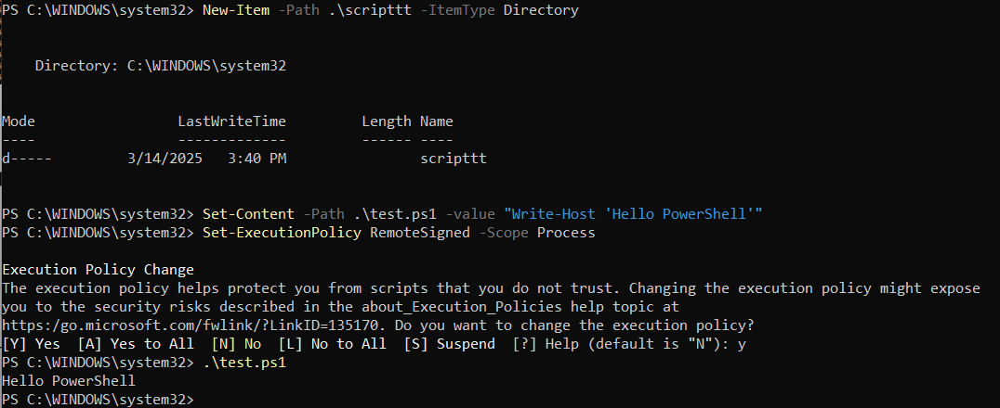 PS C:\WINDOWS\system32> New-Item -Path .\scripttt -ItemType Directory
Directory: C:\WINDOWS\system32
Mode                 LastWriteTime         Length Name
----                 -------------         ------ ----
d-----         3/14/2025   3:40 PM                scripttt
PS C:\WINDOWS\system32> Set-Content -Path .\test.ps1 -value "Write-Host 'Hello PowerShell'"
PS C:\WINDOWS\system32> Set-ExecutionPolicy RemoteSigned -Scope Process
Execution Policy Change
The execution policy helps protect you from scripts that you do not trust. Changing the execution policy might expose
you to the security risks described in the about_Execution_Policies help topic at
https:/go.microsoft.com/fwlink/?LinkID=135170. Do you want to change the execution policy?
[Y] Yes  [A] Yes to All  [N] No  [L] No to All  [S] Suspend  [?] Help (default is "N"): y
PS C:\WINDOWS\system32> .\test.ps1
Hello PowerShell
PS C:\WINDOWS\system32>